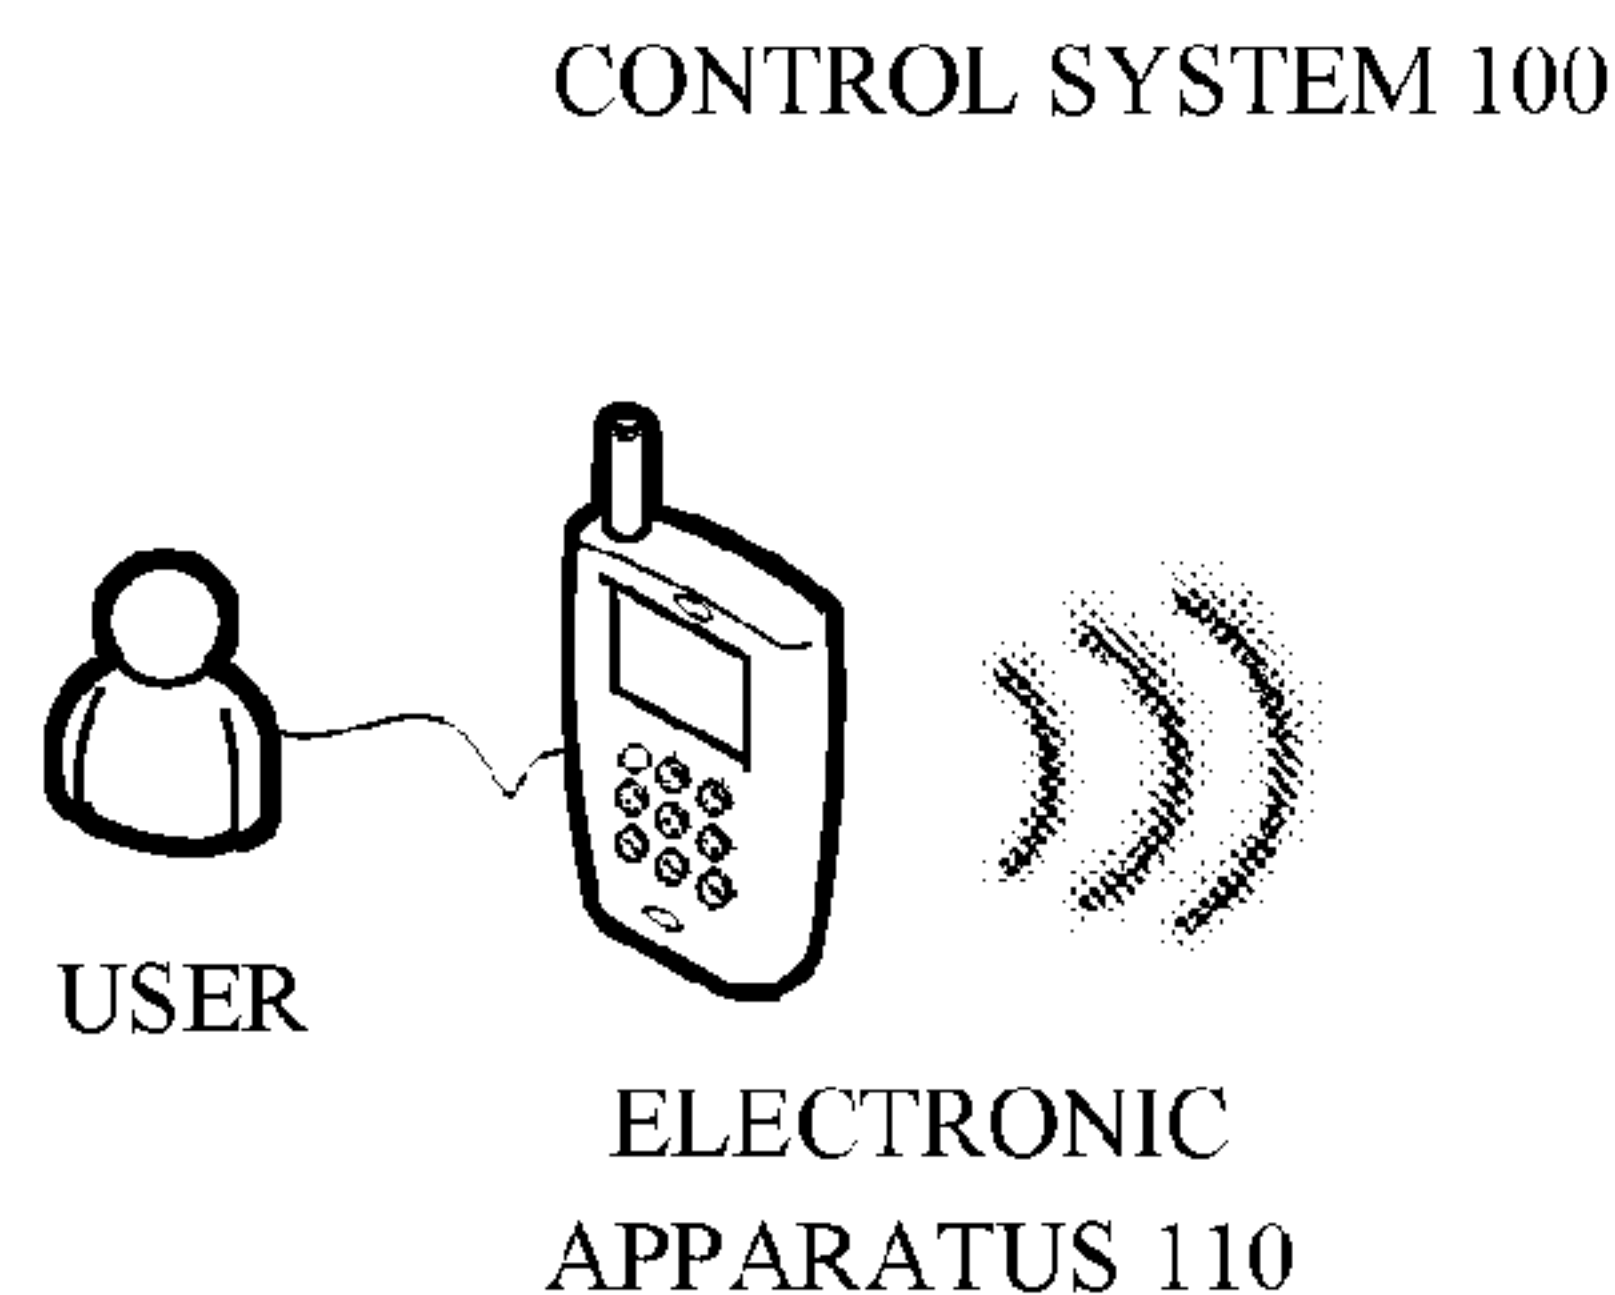 CONTROL SYSTEM 100
USER
ELECTRONIC
APPARATUS 110